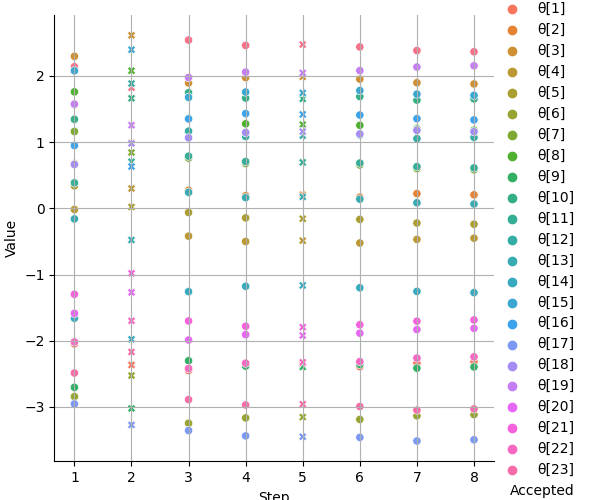 θ[1]
θ[2]
θ[3]
θ[4]
θ[5]
θ[6]
θ[7]
θ[8]
θ[9]
θ[10]
θ[11]
θ[12]
θ[13]
θ[14]
θ[15]
θ[16]
θ[17]
θ[18]
θ[19]
θ[20]
θ[21]
θ[22]
θ[23]
Accepted
Value
2
1
0
−1
−2
−3
1 2 3 4 5 6 7 8
Step